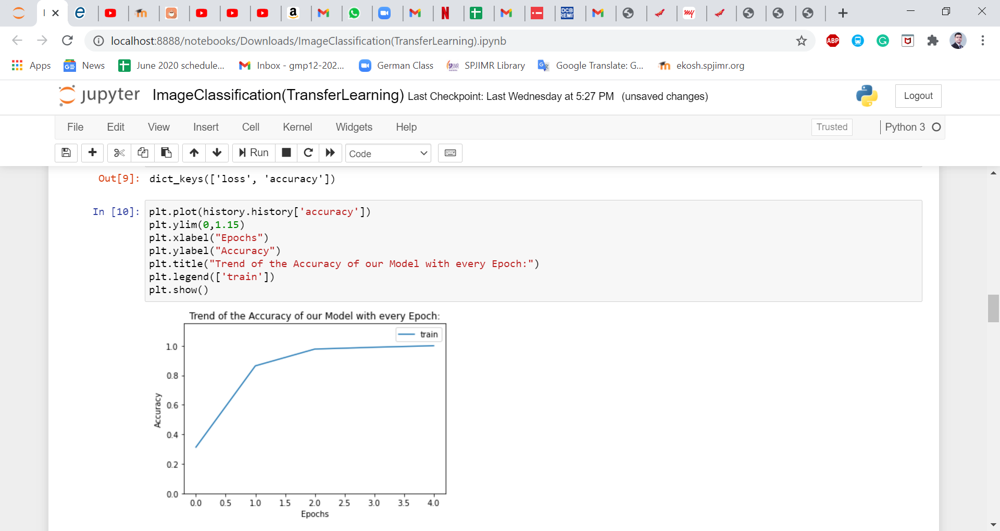 DCB
REMI
my
localhost:8888/notebooks/Downloads/ImageClassification(TransferLearning).ipynb
ABP
Apps
GE
News
June 2020 schedule...
Inbox - gmp12-202...
German Class
SPJIMR
SPJIMR Library
Google Translate: G...
ekosh.spjimr.org
jupyter
ImageClassification(TransferLearning) Last Checkpoint: Last Wednesday at 5:27 PM (unsaved changes)
Logout
File Edit View Insert Cell Kernel Widgets Help
Trusted
Python 3
Run
Code
Out[9]: dict_keys(['loss', 'accuracy'])
In [10]: plt.plot(history.history['accuracy'])
plt.ylim(0,1.15)
plt.xlabel("Epochs")
plt.ylabel("Accuracy")
plt.title("Trend of the Accuracy of our Model with every Epoch:")
plt.legend(['train'])
plt.show()
Trend of the Accuracy of our Model with every Epoch:
train
1.0
0.8
0.6
0.4
0.2
0.0
Accuracy
0.0 0.5 1.0 1.5 2.0 2.5 3.0 3.5 4.0
Epochs